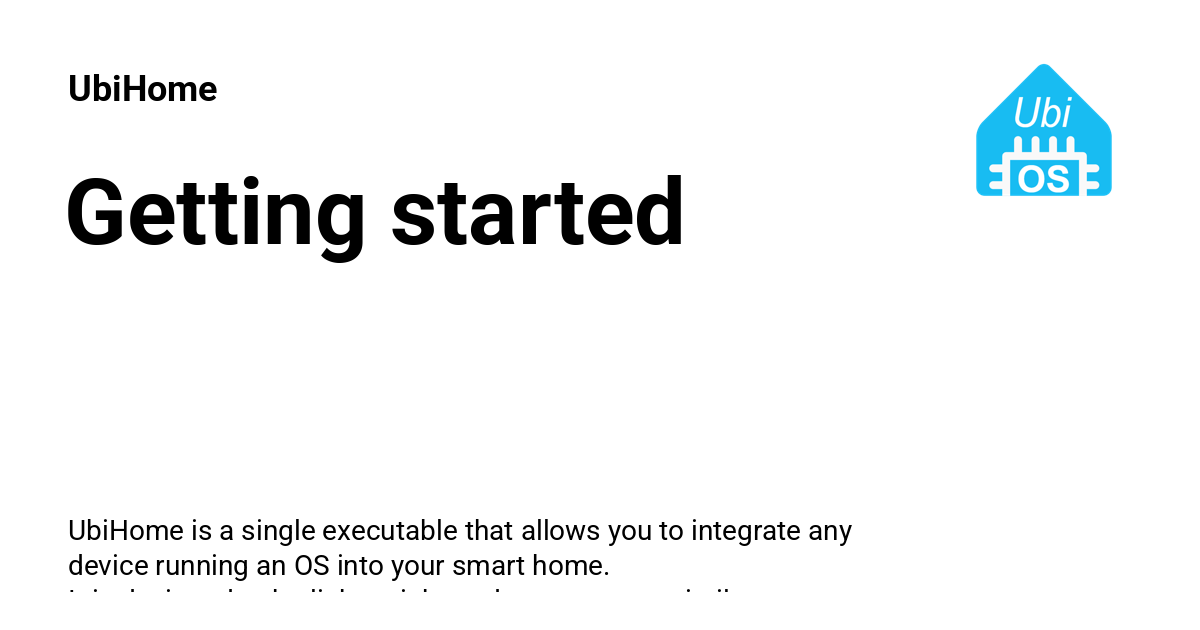 UbiHome
Ubi
OS
Getting started
UbiHome is a single executable that allows you to integrate any
device running an OS into your smart home.